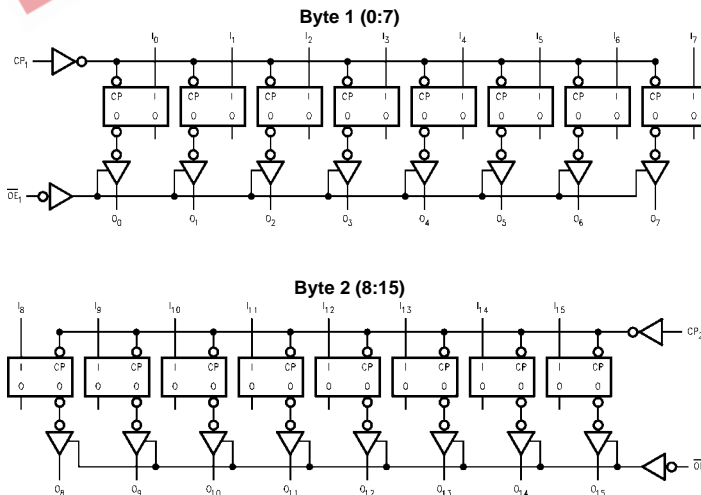 Byte 1 (0:7)
I0 I1 I2 I3 I4 I5 I6 I7
CP1
CP I CP I CP I CP I CP I CP I CP I CP I
O O O O O O O O O O O O O O O O
OE1
O0 O1 O2 O3 O4 O5 O6 O7
Byte 2 (8:15)
I8 I9 I10 I11 I12 I13 I14 I15
CP2
I CP I CP I CP I CP I CP I CP I CP I CP
O O O O O O O O O O O O O O O O
O8 O9 O10 O11 O12 O13 O14 O15